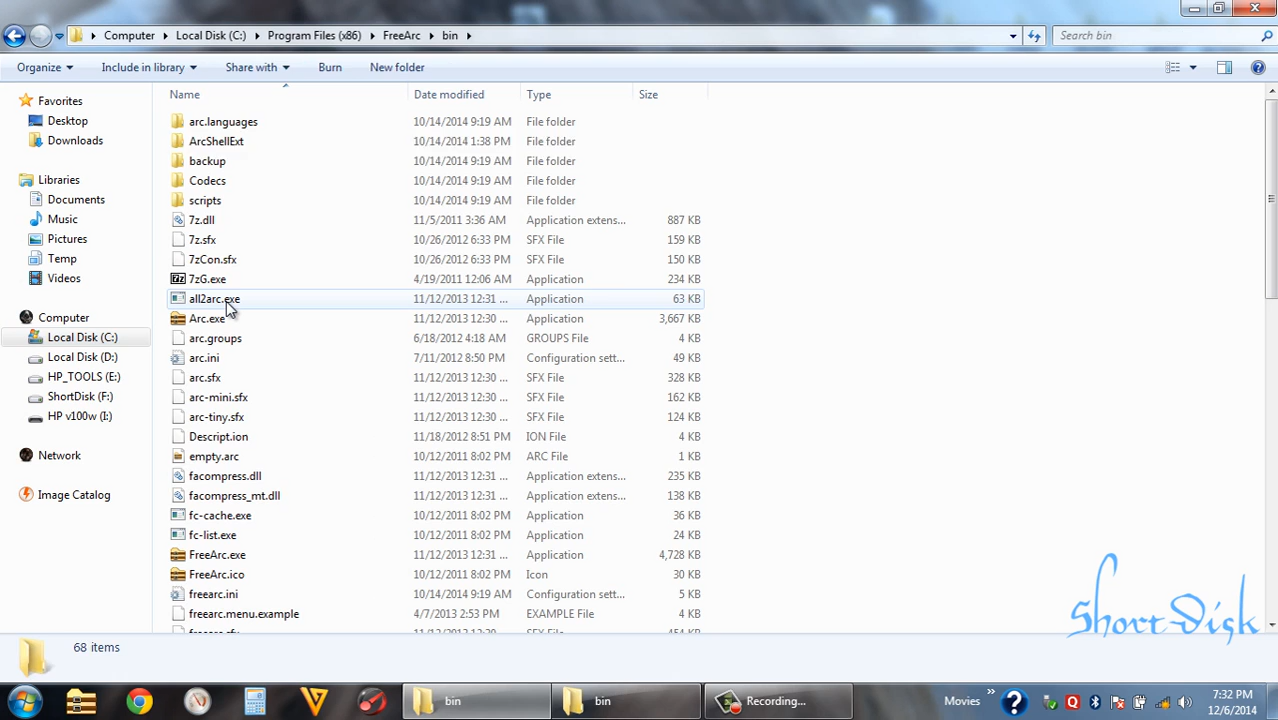 Computer Local Disk (C:) Program Files (x86) FreeArc bin
Search bin
Organize Include in library Share with Burn New folder
Name Date modified Type Size
Favorites
Desktop
Downloads
Libraries
Documents
Music
Pictures
Temp
Videos
Computer
Local Disk (C:)
Local Disk (D:)
HP_TOOLS (E:)
ShortDisk (F:)
HP v100w (I:)
Network
Image Catalog
arc.languages 10/14/2014 9:19 AM File folder
ArcShellExt 10/14/2014 1:38 PM File folder
backup 10/14/2014 9:19 AM File folder
Codecs 10/14/2014 9:19 AM File folder
scripts 10/14/2014 9:19 AM File folder
7z.dll 11/5/2011 3:36 AM Application extens... 887 KB
7z.sfx 10/26/2012 6:33 PM SFX File 159 KB
7zCon.sfx 10/26/2012 6:33 PM SFX File 150 KB
7zG.exe 4/19/2011 12:06 AM Application 234 KB
all2arc.exe 11/12/2013 12:31 ... Application 63 KB
Arc.exe 11/12/2013 12:30 ... Application 3,667 KB
arc.groups 6/18/2012 4:18 AM GROUPS File 4 KB
arc.ini 7/11/2012 8:50 PM Configuration sett... 49 KB
arc.sfx 11/12/2013 12:30 ... SFX File 328 KB
arc-mini.sfx 11/12/2013 12:30 ... SFX File 162 KB
arc-tiny.sfx 11/12/2013 12:30 ... SFX File 124 KB
Descript.ion 11/18/2012 8:51 PM ION File 4 KB
empty.arc 10/12/2011 8:02 PM ARC File 1 KB
facompress.dll 11/12/2013 12:31 ... Application extens... 235 KB
facompress_mt.dll 11/12/2013 12:31 ... Application extens... 138 KB
fc-cache.exe 10/12/2011 8:02 PM Application 36 KB
fc-list.exe 10/12/2011 8:02 PM Application 24 KB
FreeArc.exe 11/12/2013 12:31 ... Application 4,728 KB
FreeArc.ico 10/12/2011 8:02 PM Icon 30 KB
freearc.ini 10/14/2014 9:19 AM Configuration sett... 5 KB
freearc.menu.example 4/7/2013 2:53 PM EXAMPLE File 4 KB
freearc.sfx 11/12/2013 12:30 ... SFX File 454 KB
ShortDisk
68 items
bin
bin
Recording...
Movies
7:32 PM
12/6/2014